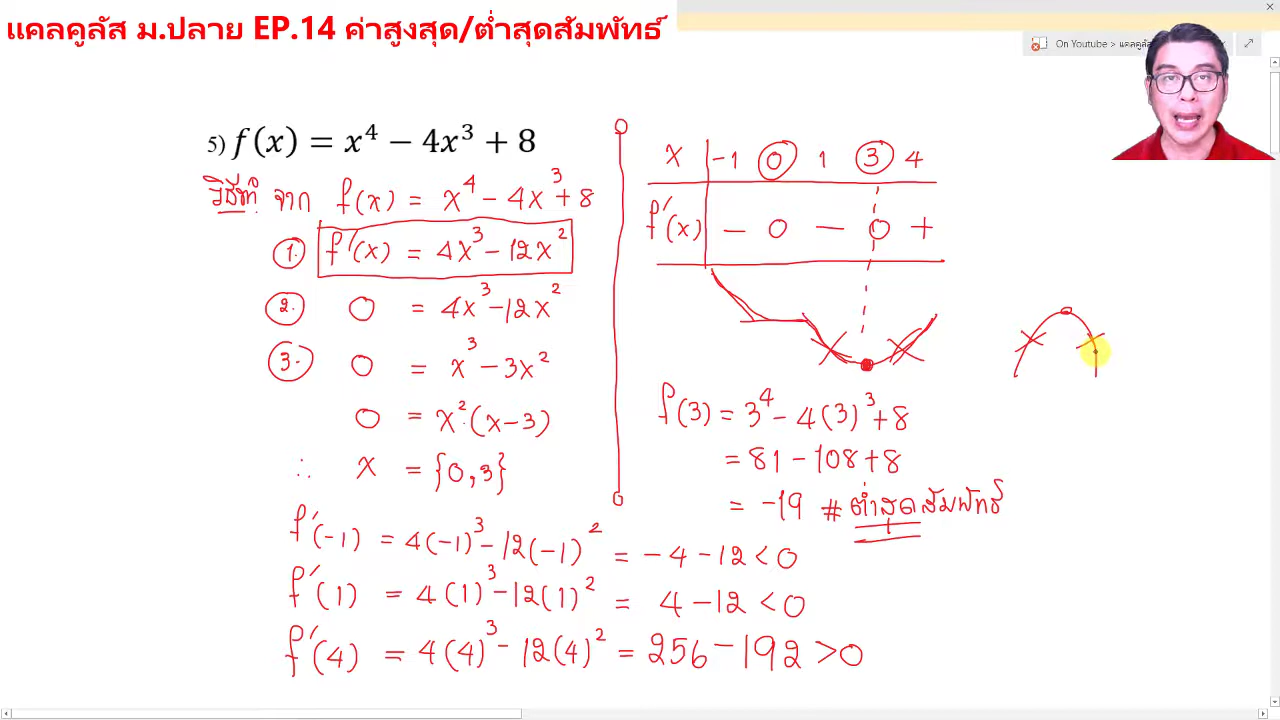 แคลคูลัส ม.ปลาย EP.14 ค่าสูงสุด/ต่ำสุดสัมพัทธ์
On Youtube > แคลคูลั
5) f(x) = x⁴ − 4x³ + 8
วิธีทำ จาก f(x) = x⁴ − 4x³ + 8
1. f′(x) = 4x³ − 12x²
2. 0 = 4x³ − 12x²
3. 0 = x³ − 3x²
0 = x²·(x−3)
∴ x = {0,3}
f′(−1) = 4(−1)³ − 12(−1)² = −4 − 12 < 0
f′(1) = 4(1)³ − 12(1)² = 4 − 12 < 0
f′(4) = 4(4)³ − 12(4)² = 256 − 192 > 0
x −1 0 1 3 4
f′(x) − 0 − 0 +
f(3) = 3⁴ − 4(3)³ + 8
= 81 − 108 + 8
= −19 # ต่ำสุดสัมพัทธ์